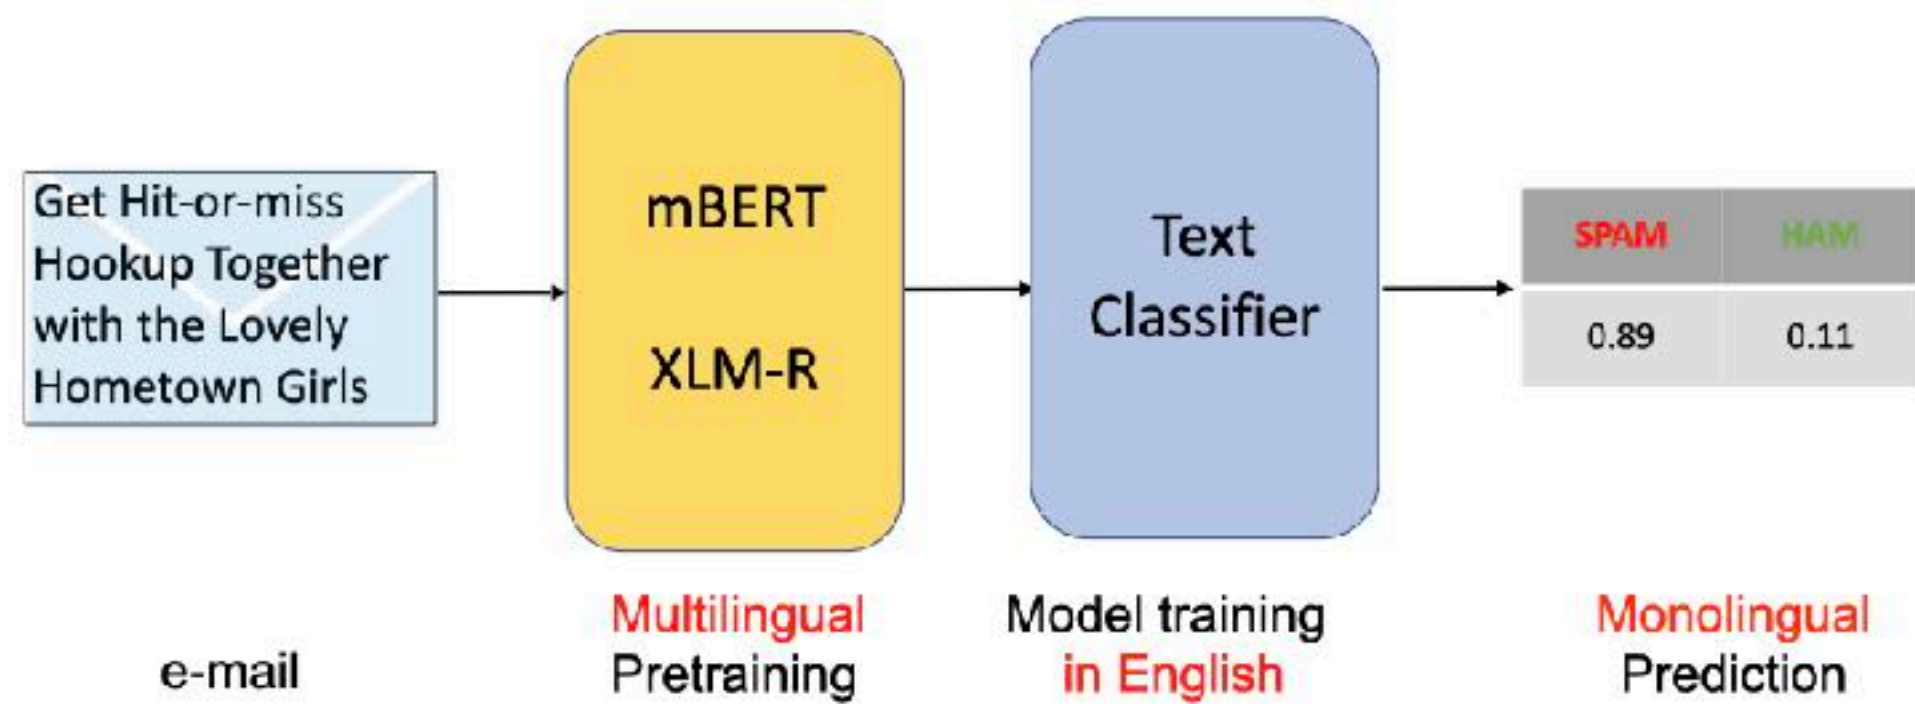 Get Hit-or-miss
Hookup Together
with the Lovely
Hometown Girls
mBERT
XLM-R
Text
Classifier
SPAM HAM
0.89 0.11
e-mail
Multilingual
Pretraining
Model training
in English
Monolingual
Prediction